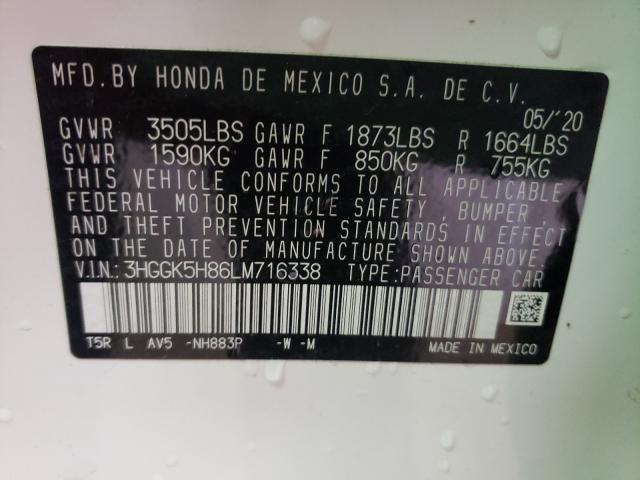 MFD. BY HONDA DE MEXICO S.A. DE C.V.
05/'20
GVWR 3505LBS GAWR F 1873LBS R 1664LBS
GVWR 1590KG GAWR F 850KG R 755KG
THIS VEHICLE CONFORMS TO ALL APPLICABLE
FEDERAL MOTOR VEHICLE SAFETY, BUMPER,
AND THEFT PREVENTION STANDARDS IN EFFECT
ON THE DATE OF MANUFACTURE SHOWN ABOVE.
V.I.N.: 3HGGK5H86LM716338 TYPE:PASSENGER CAR
T5R L AV5 -NH883P -W -M MADE IN MEXICO